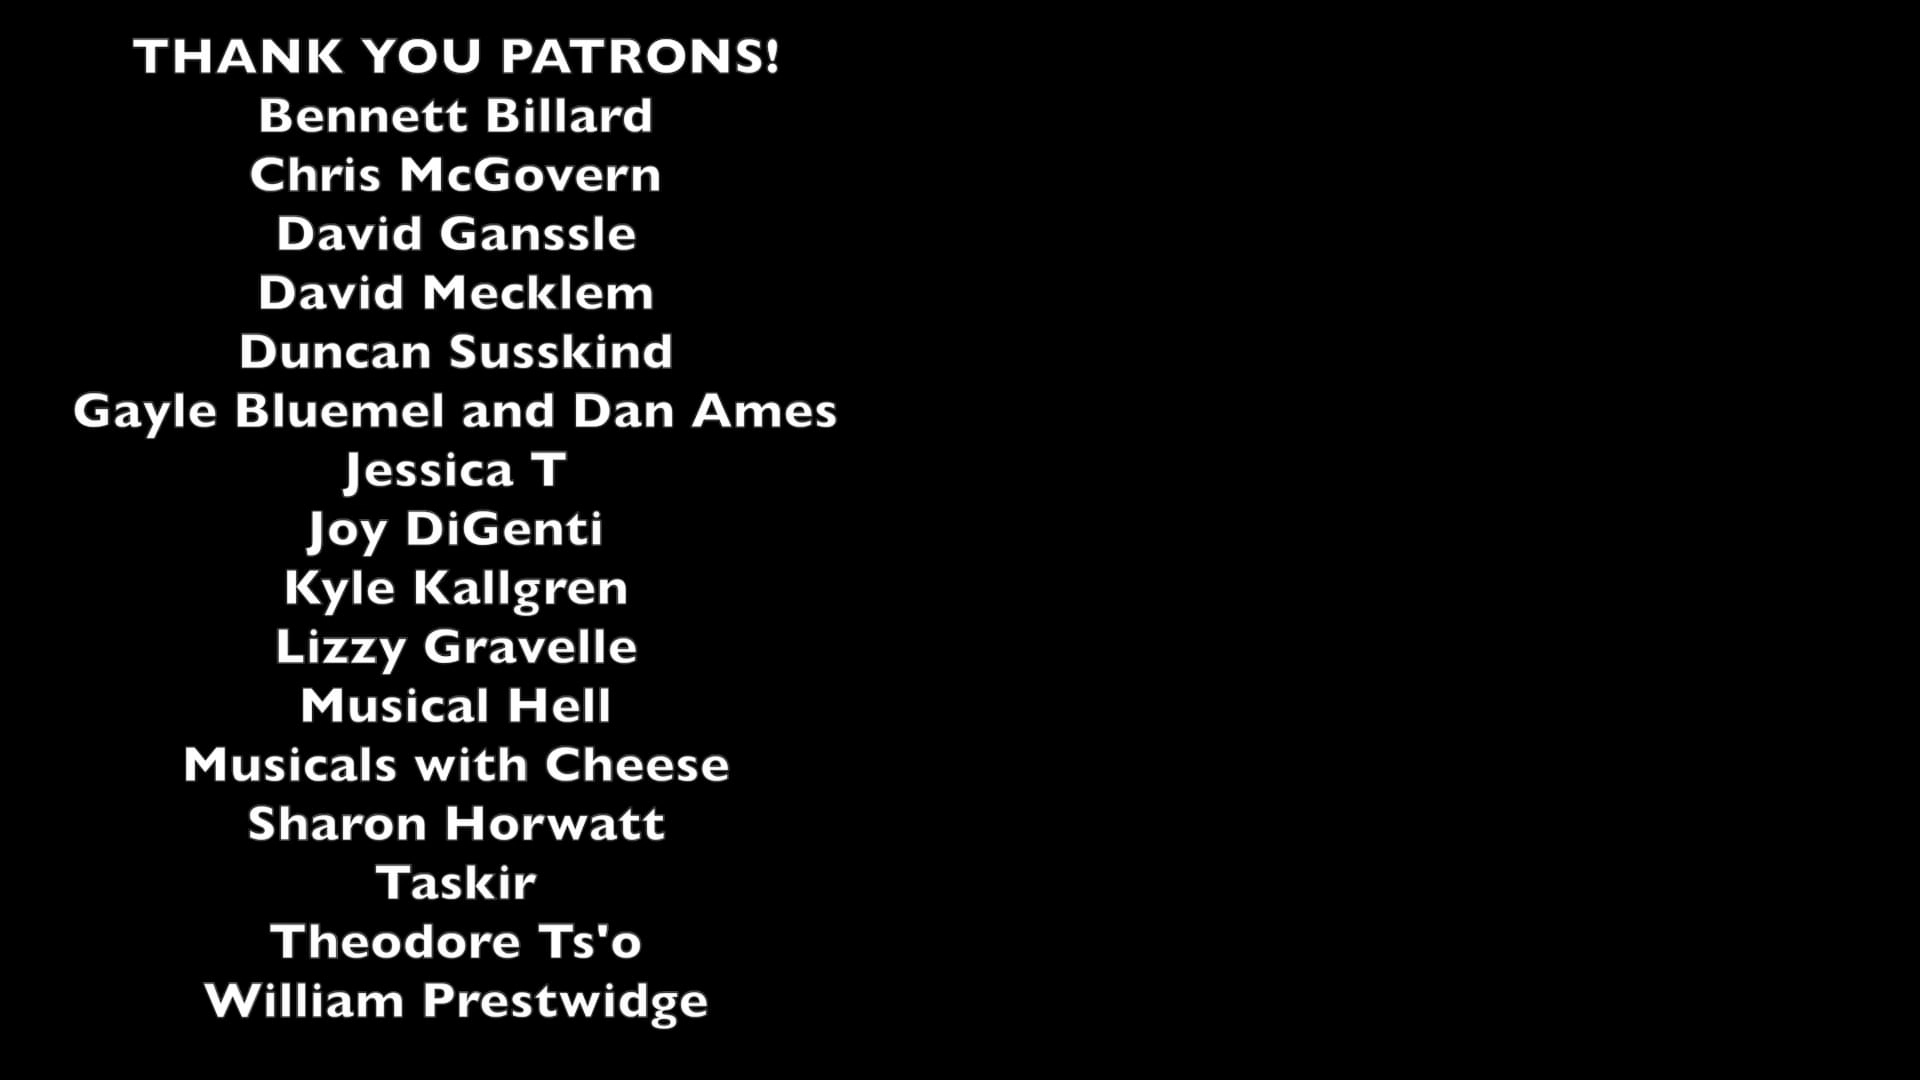 THANK YOU PATRONS!
Bennett Billard
Chris McGovern
David Ganssle
David Mecklem
Duncan Susskind
Gayle Bluemel and Dan Ames
Jessica T
Joy DiGenti
Kyle Kallgren
Lizzy Gravelle
Musical Hell
Musicals with Cheese
Sharon Horwatt
Taskir
Theodore Ts'o
William Prestwidge